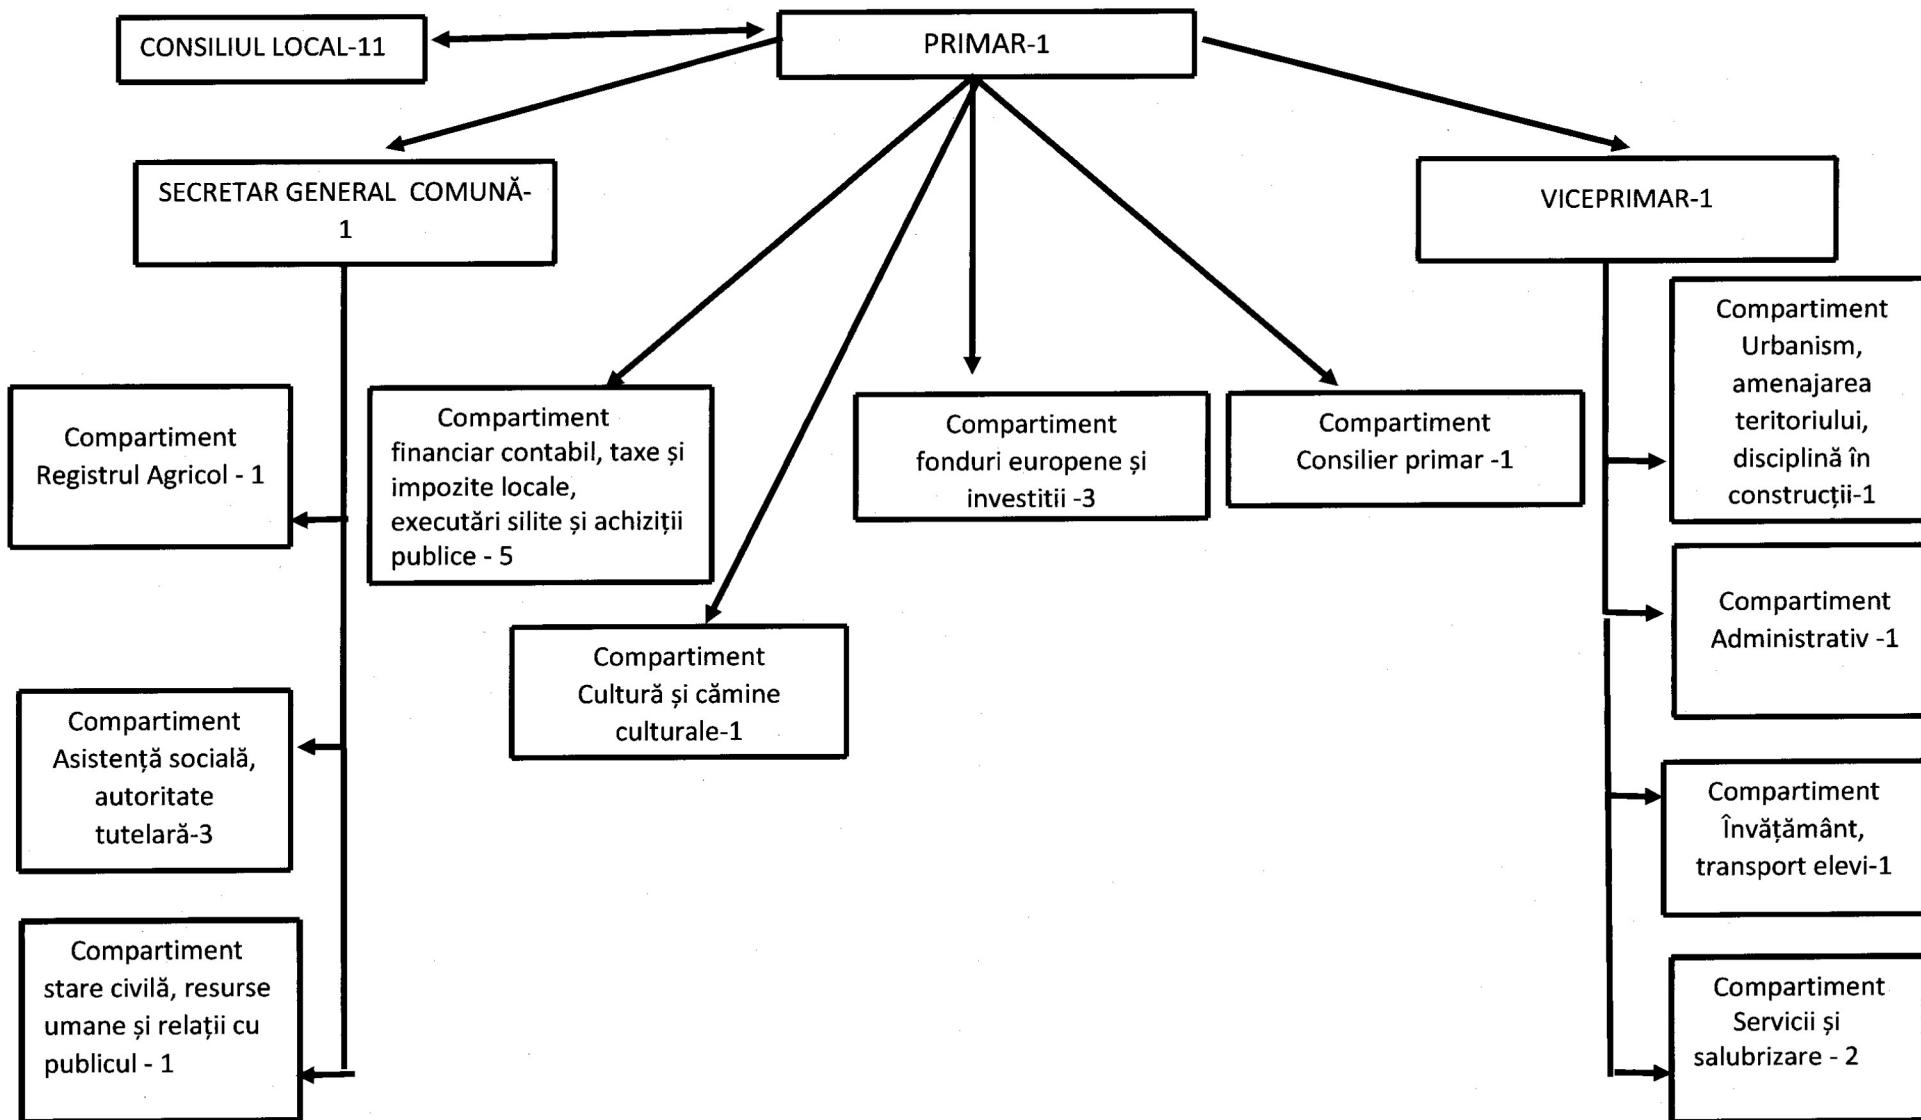 CONSILIUL LOCAL-11
PRIMAR-1
SECRETAR GENERAL COMUNĂ-
1
VICEPRIMAR-1
Compartiment
Registrul Agricol - 1
Compartiment
Asistență socială,
autoritate
tutelară-3
Compartiment
stare civilă, resurse
umane și relații cu
publicul - 1
Compartiment
financiar contabil, taxe și
impozite locale,
executări silite și achiziții
publice - 5
Compartiment
Cultură și cămine
culturale-1
Compartiment
fonduri europene și
investitii -3
Compartiment
Consilier primar -1
Compartiment
Urbanism,
amenajarea
teritoriului,
disciplină în
construcții-1
Compartiment
Administrativ -1
Compartiment
Învățământ,
transport elevi-1
Compartiment
Servicii și
salubrizare - 2